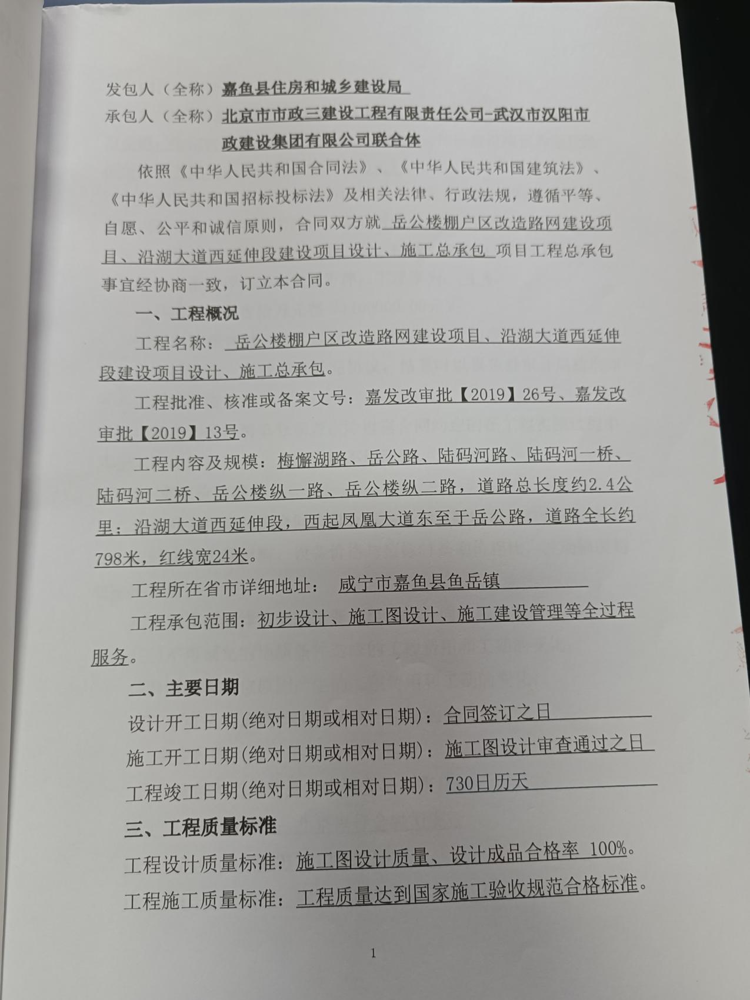 发包人（全称）嘉鱼县住房和城乡建设局
承包人（全称）北京市市政三建设工程有限责任公司-武汉市汉阳市
政建设集团有限公司联合体
依照《中华人民共和国合同法》、《中华人民共和国建筑法》、
《中华人民共和国招标投标法》及相关法律、行政法规，遵循平等、
自愿、公平和诚信原则，合同双方就 岳公楼棚户区改造路网建设项
目、沿湖大道西延伸段建设项目设计、施工总承包 项目工程总承包
事宜经协商一致，订立本合同。
一、工程概况
工程名称： 岳公楼棚户区改造路网建设项目、沿湖大道西延伸
段建设项目设计、施工总承包。
工程批准、核准或备案文号：嘉发改审批【2019】26号、嘉发改
审批【2019】13号。
工程内容及规模：梅懈湖路、岳公路、陆码河路、陆码河一桥、
陆码河二桥、岳公楼纵一路、岳公楼纵二路，道路总长度约2.4公
里；沿湖大道西延伸段，西起凤凰大道东至于岳公路，道路全长约
798米，红线宽24米。
工程所在省市详细地址： 咸宁市嘉鱼县鱼岳镇
工程承包范围：初步设计、施工图设计、施工建设管理等全过程
服务。
二、主要日期
设计开工日期(绝对日期或相对日期)：合同签订之日
施工开工日期(绝对日期或相对日期)：施工图设计审查通过之日
工程竣工日期(绝对日期或相对日期)：730日历天
三、工程质量标准
工程设计质量标准：施工图设计质量、设计成品合格率 100%。
工程施工质量标准：工程质量达到国家施工验收规范合格标准。
1